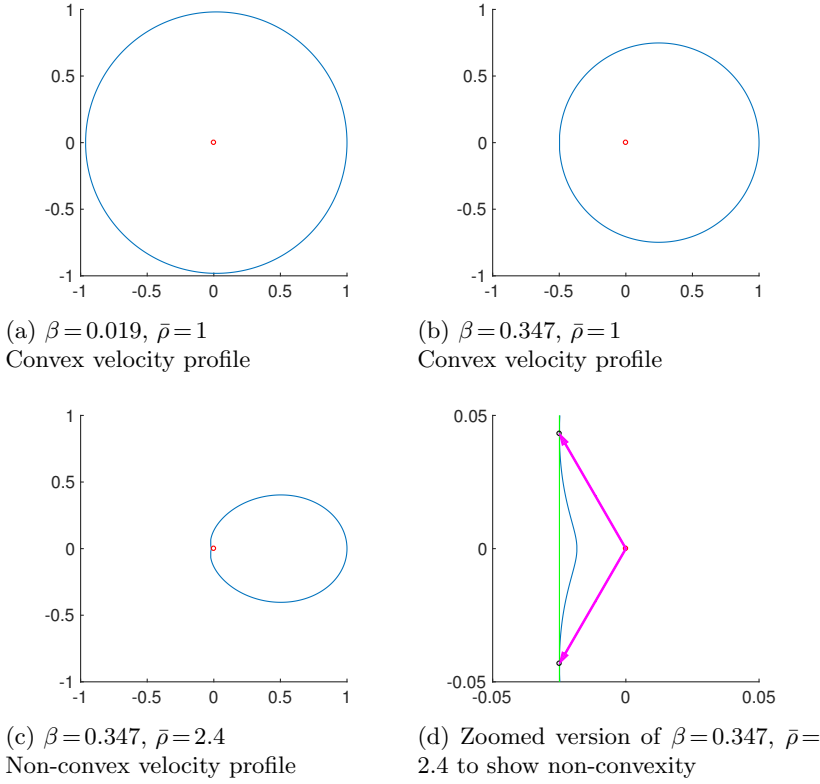 1
0.5
0
-0.5
-1
-1 -0.5 0 0.5 1
(a) β=0.019, ρ̄=1
Convex velocity profile
1
0.5
0
-0.5
-1
-1 -0.5 0 0.5 1
(b) β=0.347, ρ̄=1
Convex velocity profile
1
0.5
0
-0.5
-1
-1 -0.5 0 0.5 1
(c) β=0.347, ρ̄=2.4
Non-convex velocity profile
0.05
0
-0.05
-0.05 0 0.05
(d) Zoomed version of β=0.347, ρ̄=
2.4 to show non-convexity